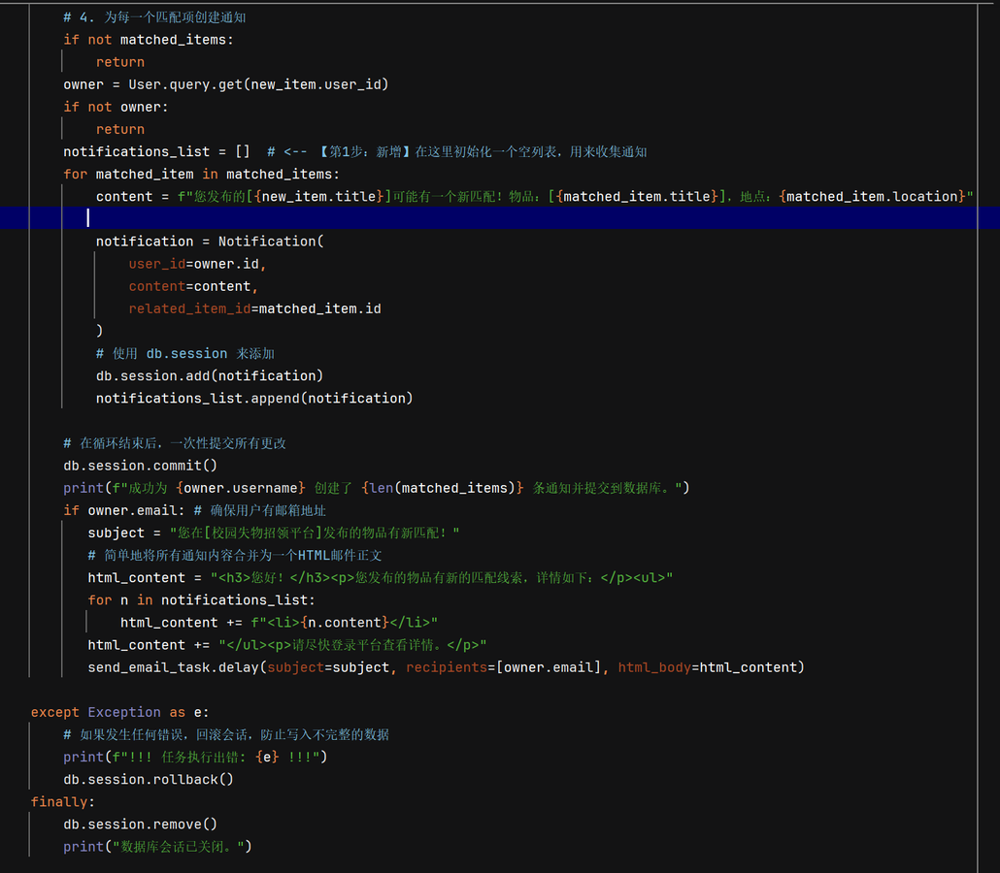 # 4. 为每一个匹配项创建通知
if not matched_items:
return
owner = User.query.get(new_item.user_id)
if not owner:
return
notifications_list = []  # <-- 【第1步：新增】在这里初始化一个空列表，用来收集通知
for matched_item in matched_items:
content = f"您发布的[{new_item.title}]可能有一个新匹配！物品：[{matched_item.title}]，地点：{matched_item.location}"
notification = Notification(
user_id=owner.id,
content=content,
related_item_id=matched_item.id
)
# 使用 db.session 来添加
db.session.add(notification)
notifications_list.append(notification)
# 在循环结束后，一次性提交所有更改
db.session.commit()
print(f"成功为 {owner.username} 创建了 {len(matched_items)} 条通知并提交到数据库。")
if owner.email: # 确保用户有邮箱地址
subject = "您在[校园失物招领平台]发布的物品有新匹配！"
# 简单地将所有通知内容合并为一个HTML邮件正文
html_content = "<h3>您好！</h3><p>您发布的物品有新的匹配线索，详情如下：</p><ul>"
for n in notifications_list:
html_content += f"<li>{n.content}</li>"
html_content += "</ul><p>请尽快登录平台查看详情。</p>"
send_email_task.delay(subject=subject, recipients=[owner.email], html_body=html_content)
except Exception as e:
# 如果发生任何错误，回滚会话，防止写入不完整的数据
print(f"!!! 任务执行出错: {e} !!!")
db.session.rollback()
finally:
db.session.remove()
print("数据库会话已关闭。")